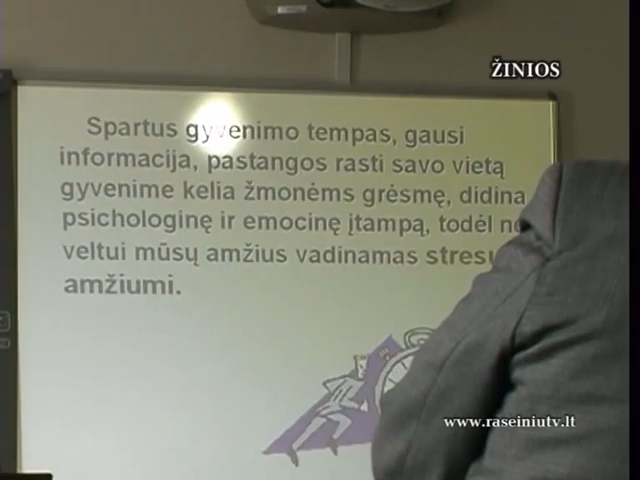 ŽINIOS
Spartus gyvenimo tempas, gausi
informacija, pastangos rasti savo vietą
gyvenime kelia žmonėms grėsmę, didina
psichologinę ir emocinę įtampą, todėl
veltui mūsų amžius vadinamas
amžiumi.
www.raseiniutv.lt